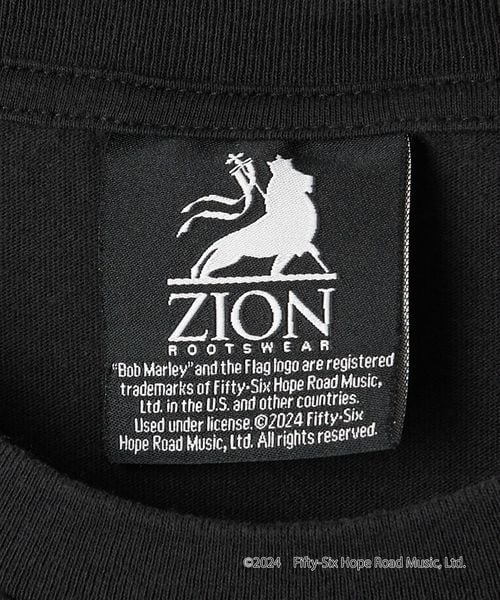 ZION
ROOTSWEAR
"Bob Marley" and the Flag logo are registered
trademarks of Fifty-Six Hope Road Music,
Ltd. in the U.S. and other countries.
Used under license. ©2024 Fifty-Six
Hope Road Music, Ltd. All rights reserved.
©2024 Fifty-Six Hope Road Music, Ltd.